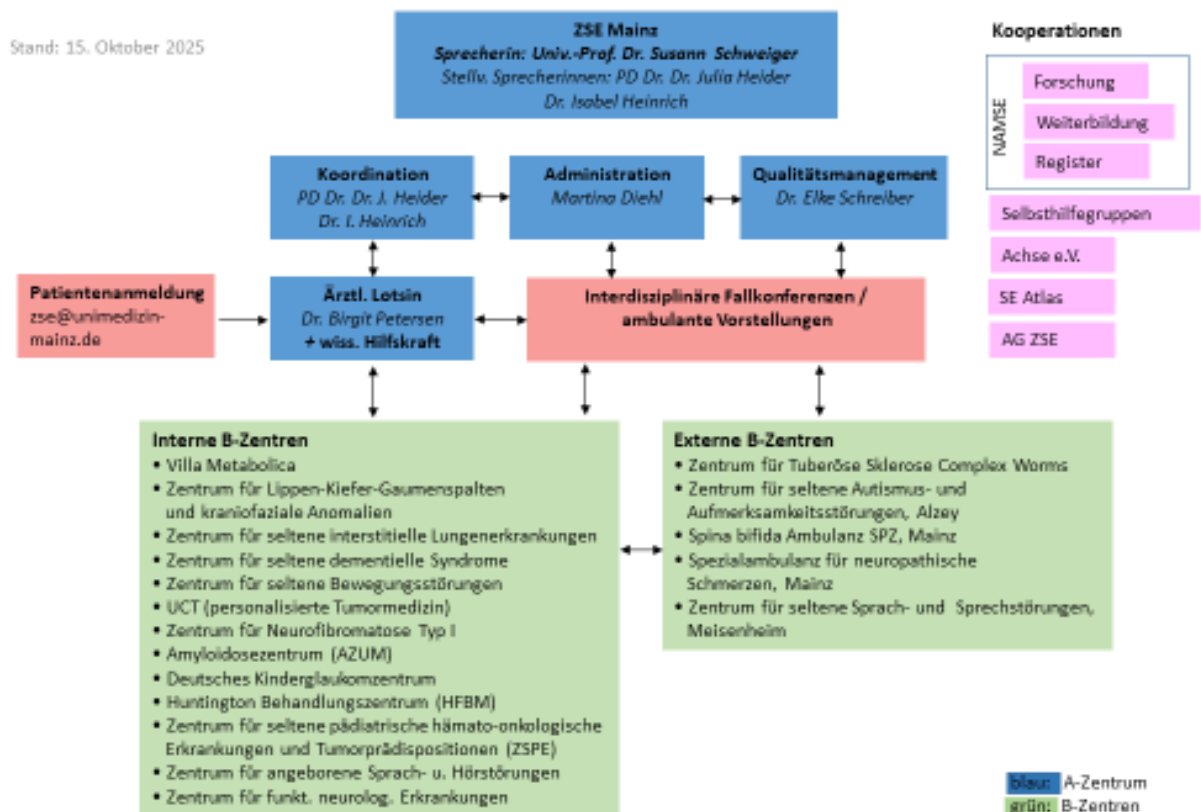 Stand: 15. Oktober 2025
ZSE Mainz
Sprecherin: Univ.-Prof. Dr. Susann Schweiger
Stellv. Sprecherinnen: PD Dr. Dr. Julia Heider
Dr. Isabel Heinrich
Kooperationen
NAMSE
Forschung
Weiterbildung
Register
Selbsthilfegruppen
Achse e.V.
SE Atlas
AG ZSE
Koordination
PD Dr. Dr. J. Heider
Dr. I. Heinrich
Administration
Martina Diehl
Qualitätsmanagement
Dr. Elke Schreiber
Patientenanmeldung
zse@unimedizin-
mainz.de
Ärztl. Lotsin
Dr. Birgit Petersen
+ wiss. Hilfskraft
Interdisziplinäre Fallkonferenzen /
ambulante Vorstellungen
Interne B-Zentren
• Villa Metabolica
• Zentrum für Lippen-Kiefer-Gaumenspalten
und kraniofaziale Anomalien
• Zentrum für seltene interstitielle Lungenerkrankungen
• Zentrum für seltene dementielle Syndrome
• Zentrum für seltene Bewegungsstörungen
• UCT (personalisierte Tumormedizin)
• Zentrum für Neurofibromatose Typ I
• Amyloidosezentrum (AZUM)
• Deutsches Kinderglaukomzentrum
• Huntington Behandlungszentrum (HFBM)
• Zentrum für seltene pädiatrische hämato-onkologische
Erkrankungen und Tumorprädispositionen (ZSPE)
• Zentrum für angeborene Sprach- u. Hörstörungen
• Zentrum für funkt. neurolog. Erkrankungen
Externe B-Zentren
• Zentrum für Tuberöse Sklerose Complex Worms
• Zentrum für seltene Autismus- und
Aufmerksamkeitsstörungen, Alzey
• Spina bifida Ambulanz SPZ, Mainz
• Spezialambulanz für neuropathische
Schmerzen, Mainz
• Zentrum für seltene Sprach- und Sprechstörungen,
Meisenheim
blau: A-Zentrum
grün: B-Zentren